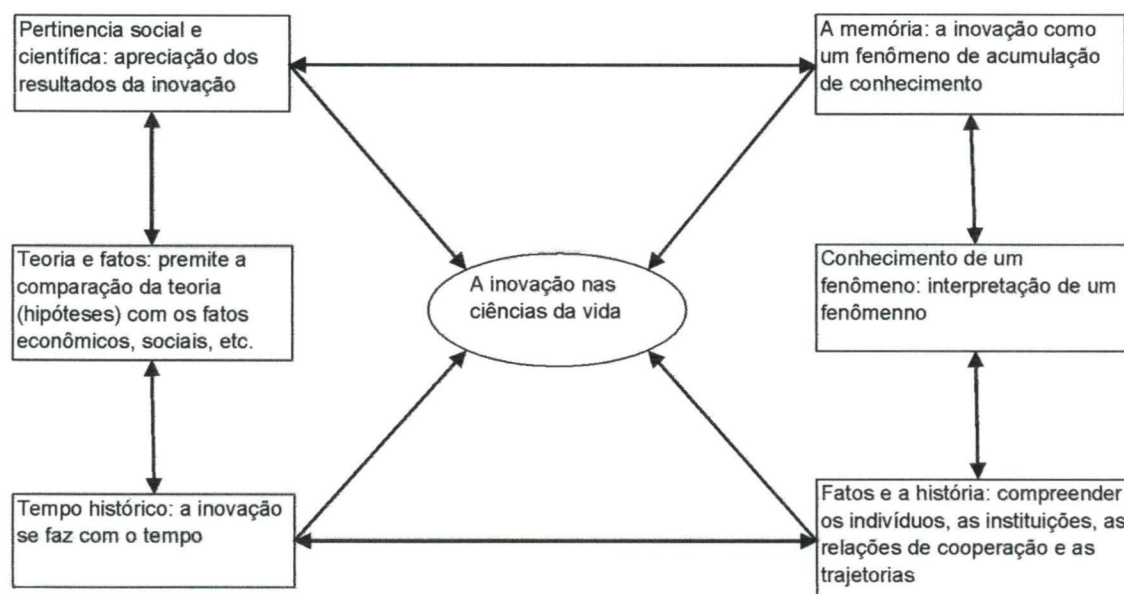 Pertinencia social e
científica: apreciação dos
resultados da inovação
A memória: a inovação como
um fenômeno de acumulação
de conhecimento
Teoria e fatos: premite a
comparação da teoria
(hipóteses) com os fatos
econômicos, sociais, etc.
A inovação nas
ciências da vida
Conhecimento de um
fenômeno: interpretação de um
fenômenno
Tempo histórico: a inovação
se faz com o tempo
Fatos e a história: compreender
os indivíduos, as instituições, as
relações de cooperação e as
trajetorias